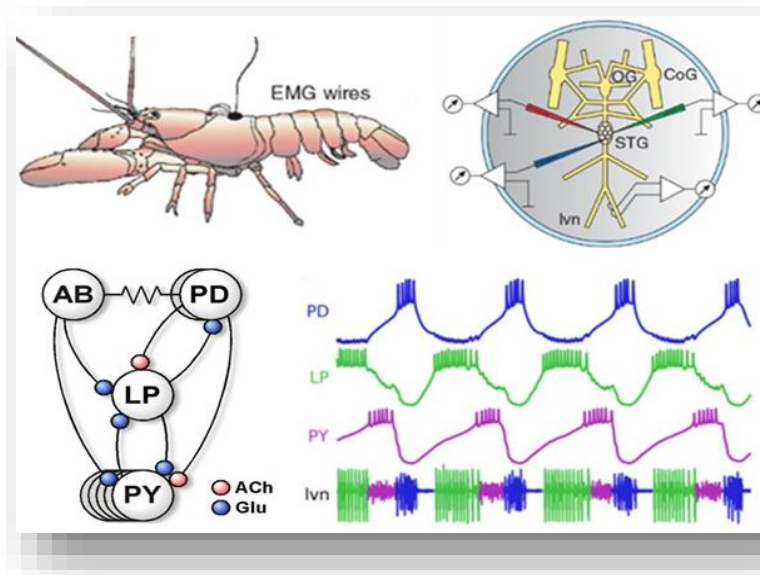 EMG wires
OG
CoG
STG
lvn
AB
PD
LP
PY
ACh
Glu
PD
LP
PY
lvn